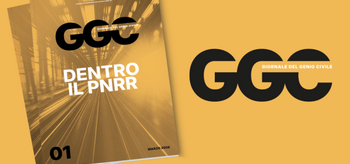 GGC
DENTRO
IL PNRR
01
GGC
GIORNALE DEL GENIO CIVILE